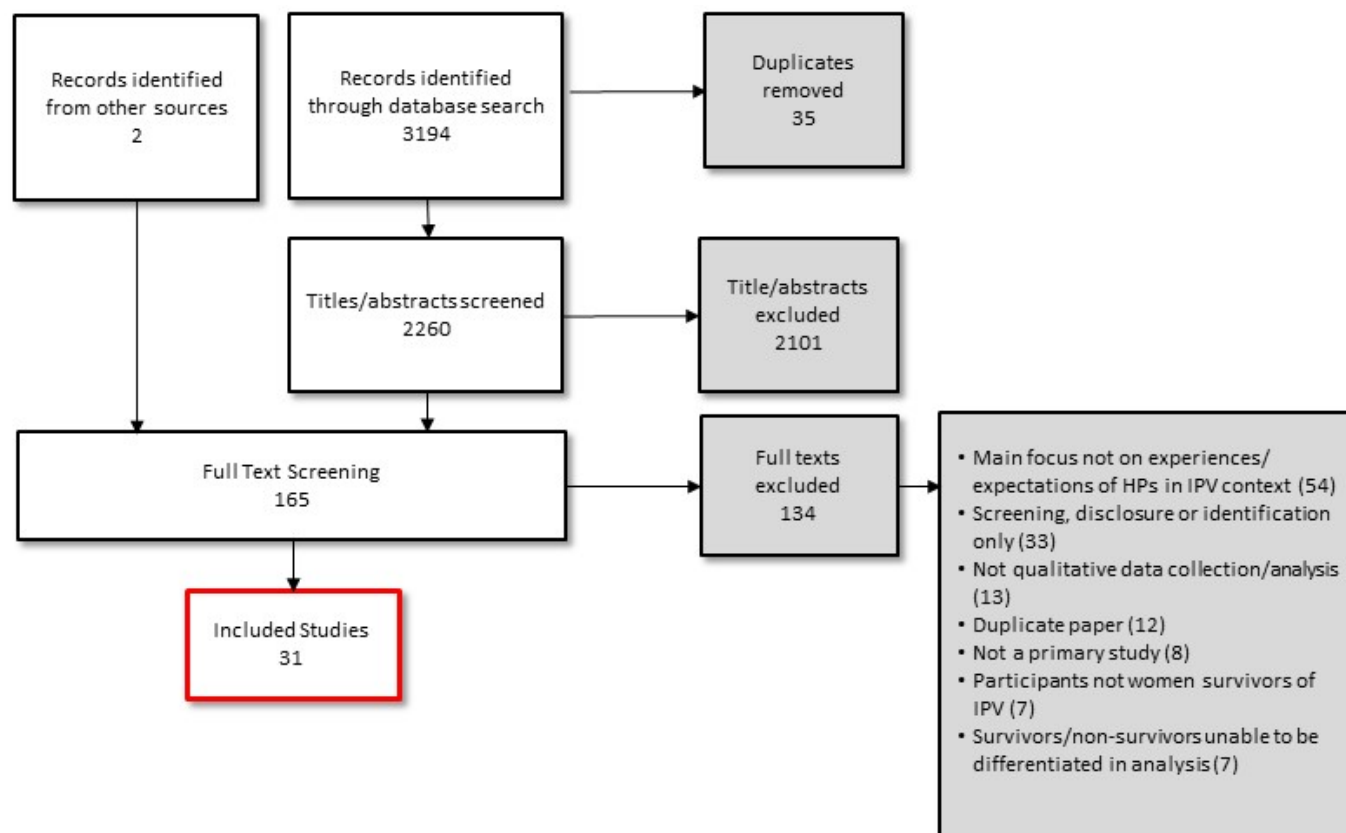 Records identified
from other sources
2
Records identified
through database search
3194
Duplicates
removed
35
Titles/abstracts screened
2260
Title/abstracts
excluded
2101
Full Text Screening
165
Full texts
excluded
134
• Main focus not on experiences/
expectations of HPs in IPV context (54)
• Screening, disclosure or identification
only (33)
• Not qualitative data collection/analysis
(13)
• Duplicate paper (12)
• Not a primary study (8)
• Participants not women survivors of
IPV (7)
• Survivors/non-survivors unable to be
differentiated in analysis (7)
Included Studies
31